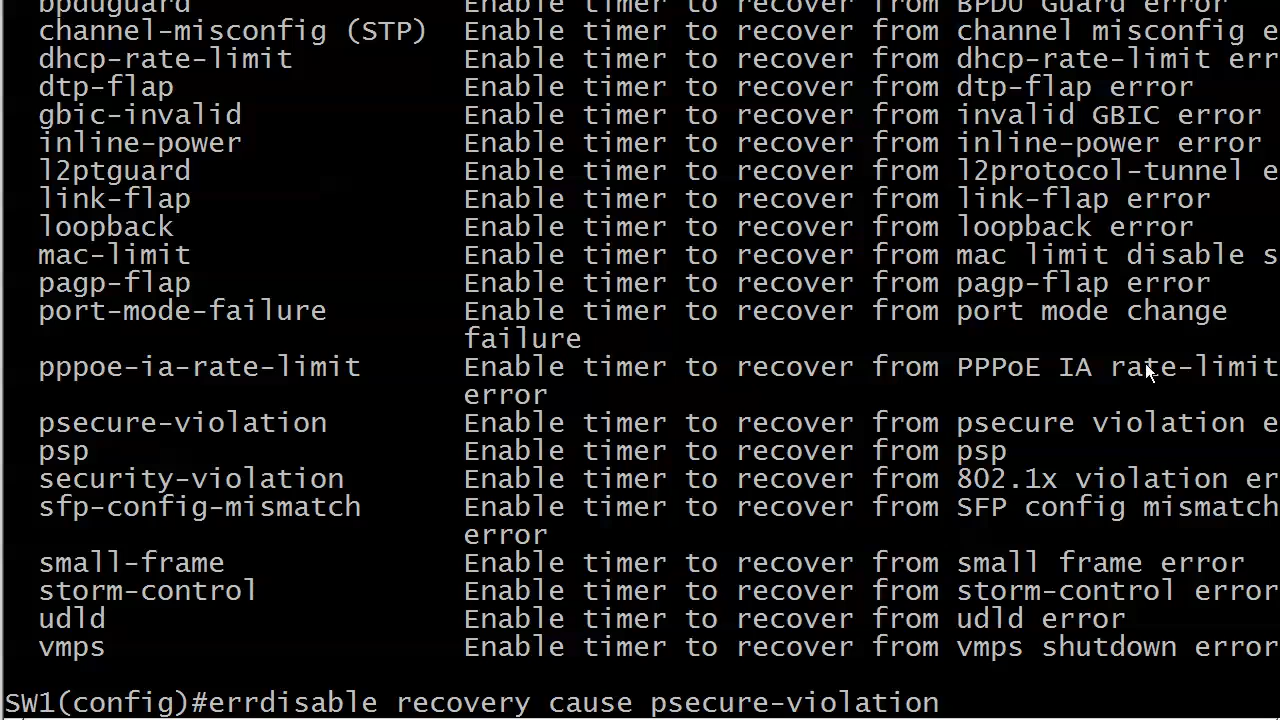 bpduguard Enable timer to recover from BPDU Guard error
channel-misconfig (STP) Enable timer to recover from channel misconfig e
dhcp-rate-limit Enable timer to recover from dhcp-rate-limit err
dtp-flap Enable timer to recover from dtp-flap error
gbic-invalid Enable timer to recover from invalid GBIC error
inline-power Enable timer to recover from inline-power error
l2ptguard Enable timer to recover from l2protocol-tunnel e
link-flap Enable timer to recover from link-flap error
loopback Enable timer to recover from loopback error
mac-limit Enable timer to recover from mac limit disable s
pagp-flap Enable timer to recover from pagp-flap error
port-mode-failure Enable timer to recover from port mode change
failure
pppoe-ia-rate-limit Enable timer to recover from PPPoE IA rate-limit
error
psecure-violation Enable timer to recover from psecure violation e
psp Enable timer to recover from psp
security-violation Enable timer to recover from 802.1x violation er
sfp-config-mismatch Enable timer to recover from SFP config mismatch
error
small-frame Enable timer to recover from small frame error
storm-control Enable timer to recover from storm-control error
udld Enable timer to recover from udld error
vmps Enable timer to recover from vmps shutdown error
SW1(config)#errdisable recovery cause psecure-violation